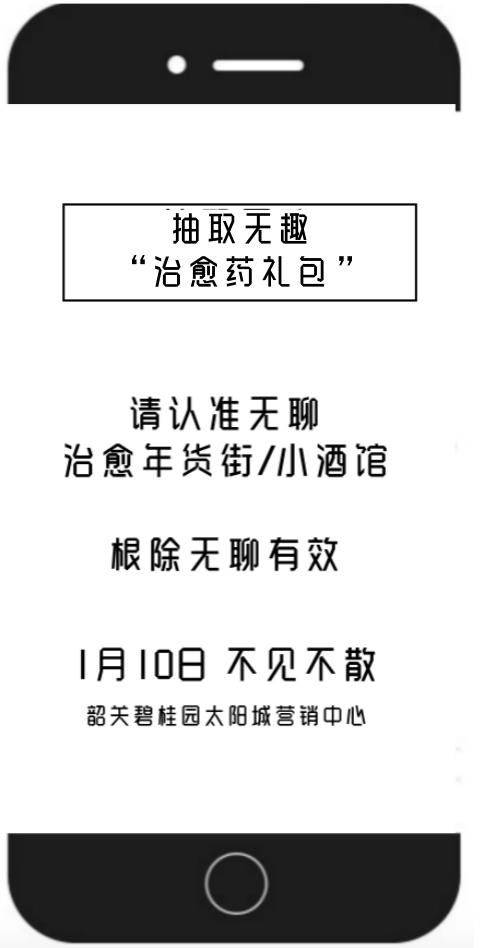 抽取无趣
“治愈药礼包”
请认准无聊
治愈年货街/小酒馆
根除无聊有效
1月10日 不见不散
韶关碧桂园太阳城营销中心